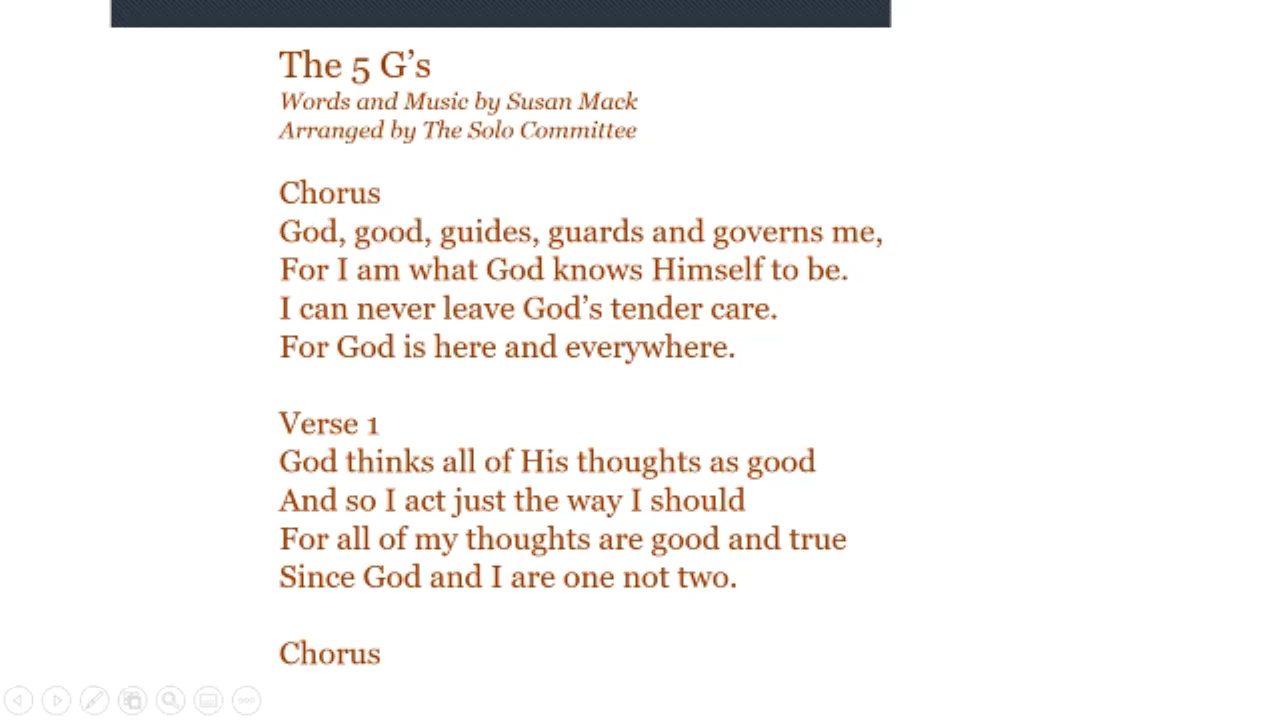 The 5 G’s
Words and Music by Susan Mack
Arranged by The Solo Committee
Chorus
God, good, guides, guards and governs me,
For I am what God knows Himself to be.
I can never leave God’s tender care.
For God is here and everywhere.
Verse 1
God thinks all of His thoughts as good
And so I act just the way I should
For all of my thoughts are good and true
Since God and I are one not two.
Chorus